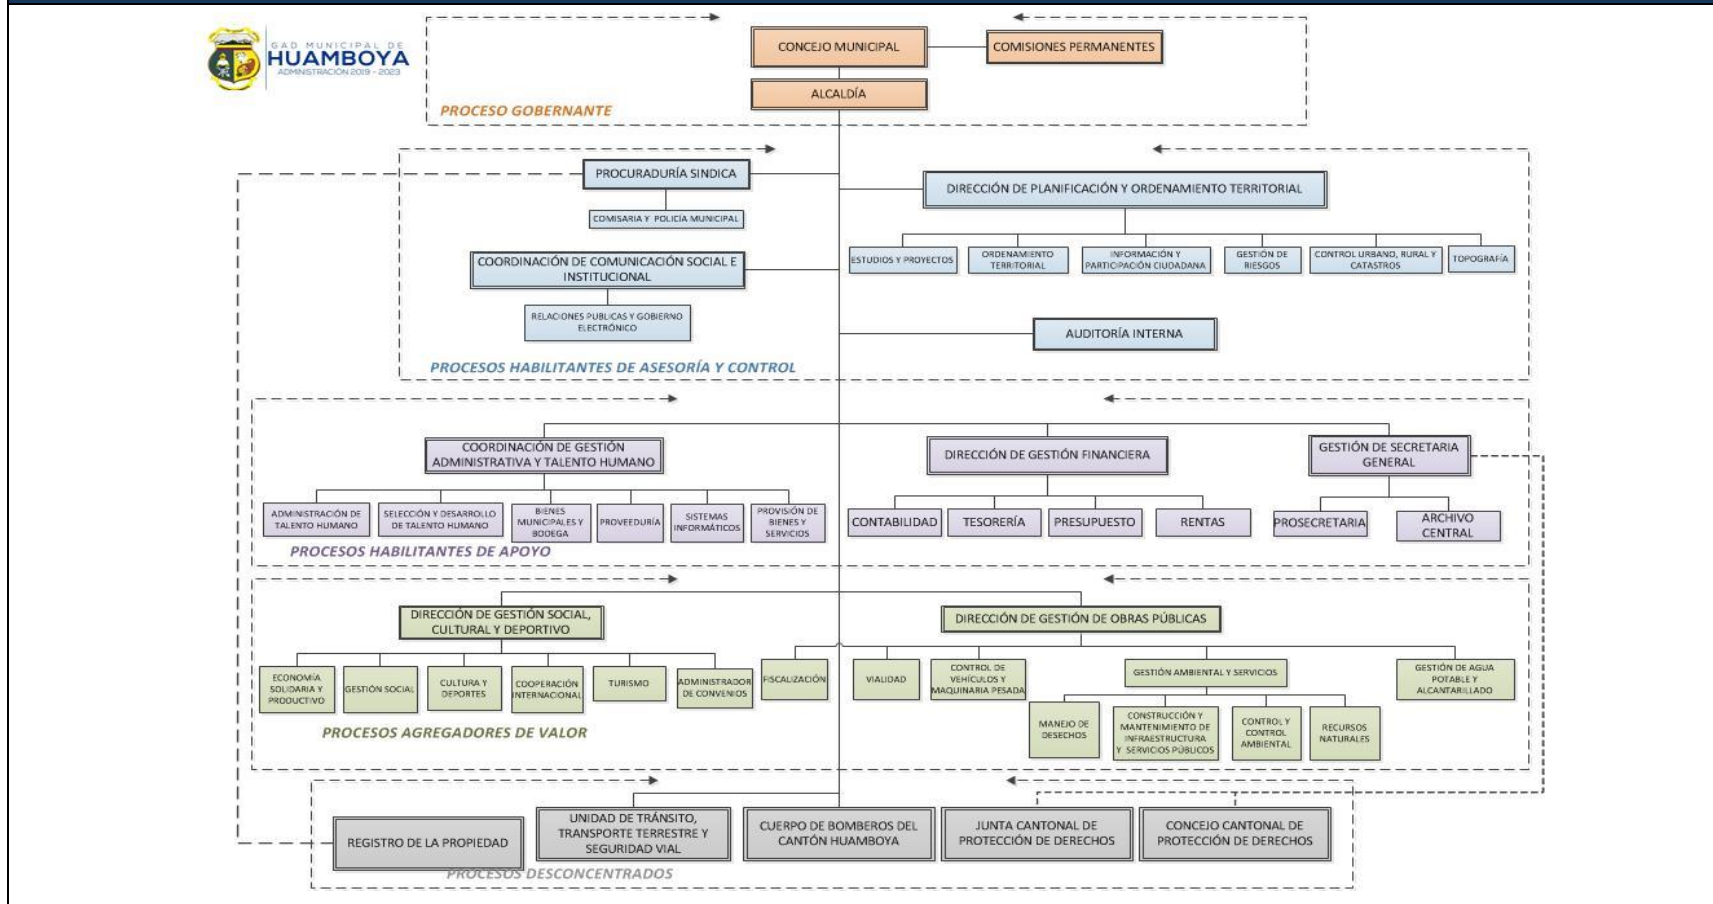 GAD MUNICIPAL DE
HUAMBOYA
ADMINISTRACIÓN 2019 - 2023
CONCEJO MUNICIPAL
COMISIONES PERMANENTES
ALCALDÍA
PROCESO GOBERNANTE
PROCURADURÍA SINDICA
COMISARIA Y POLICÍA MUNICIPAL
DIRECCIÓN DE PLANIFICACIÓN Y ORDENAMIENTO TERRITORIAL
ESTUDIOS Y PROYECTOS
ORDENAMIENTO
TERRITORIAL
INFORMACIÓN Y
PARTICIPACIÓN CIUDADANA
GESTIÓN DE
RIESGOS
CONTROL URBANO, RURAL Y
CATASTROS
TOPOGRAFÍA
COORDINACIÓN DE COMUNICACIÓN SOCIAL E
INSTITUCIONAL
RELACIONES PUBLICAS Y GOBIERNO
ELECTRÓNICO
AUDITORÍA INTERNA
PROCESOS HABILITANTES DE ASESORÍA Y CONTROL
COORDINACIÓN DE GESTIÓN
ADMINISTRATIVA Y TALENTO HUMANO
DIRECCIÓN DE GESTIÓN FINANCIERA
GESTIÓN DE SECRETARIA
GENERAL
ADMINISTRACIÓN DE
TALENTO HUMANO
SELECCIÓN Y DESARROLLO
DE TALENTO HUMANO
BIENES
MUNICIPALES Y
BODEGA
PROVEEDURÍA
SISTEMAS
INFORMÁTICOS
PROVISIÓN DE
BIENES Y
SERVICIOS
CONTABILIDAD
TESORERÍA
PRESUPUESTO
RENTAS
PROSECRETARIA
ARCHIVO
CENTRAL
PROCESOS HABILITANTES DE APOYO
DIRECCIÓN DE GESTIÓN SOCIAL,
CULTURAL Y DEPORTIVO
DIRECCIÓN DE GESTIÓN DE OBRAS PÚBLICAS
ECONOMÍA
SOLIDARIA Y
PRODUCTIVO
GESTIÓN SOCIAL
CULTURA Y
DEPORTES
COOPERACIÓN
INTERNACIONAL
TURISMO
ADMINISTRADOR
DE CONVENIOS
FISCALIZACIÓN
VIALIDAD
CONTROL DE
VEHÍCULOS Y
MAQUINARIA PESADA
GESTIÓN AMBIENTAL Y SERVICIOS
GESTIÓN DE AGUA
POTABLE Y
ALCANTARILLADO
MANEJO DE
DESECHOS
CONSTRUCCIÓN Y
MANTENIMIENTO DE
INFRAESTRUCTURA
Y SERVICIOS PÚBLICOS
CONTROL Y
CONTROL
AMBIENTAL
RECURSOS
NATURALES
PROCESOS AGREGADORES DE VALOR
REGISTRO DE LA PROPIEDAD
UNIDAD DE TRÁNSITO,
TRANSPORTE TERRESTRE Y
SEGURIDAD VIAL
CUERPO DE BOMBEROS DEL
CANTÓN HUAMBOYA
JUNTA CANTONAL DE
PROTECCIÓN DE DERECHOS
CONCEJO CANTONAL DE
PROTECCIÓN DE DERECHOS
PROCESOS DESCONCENTRADOS